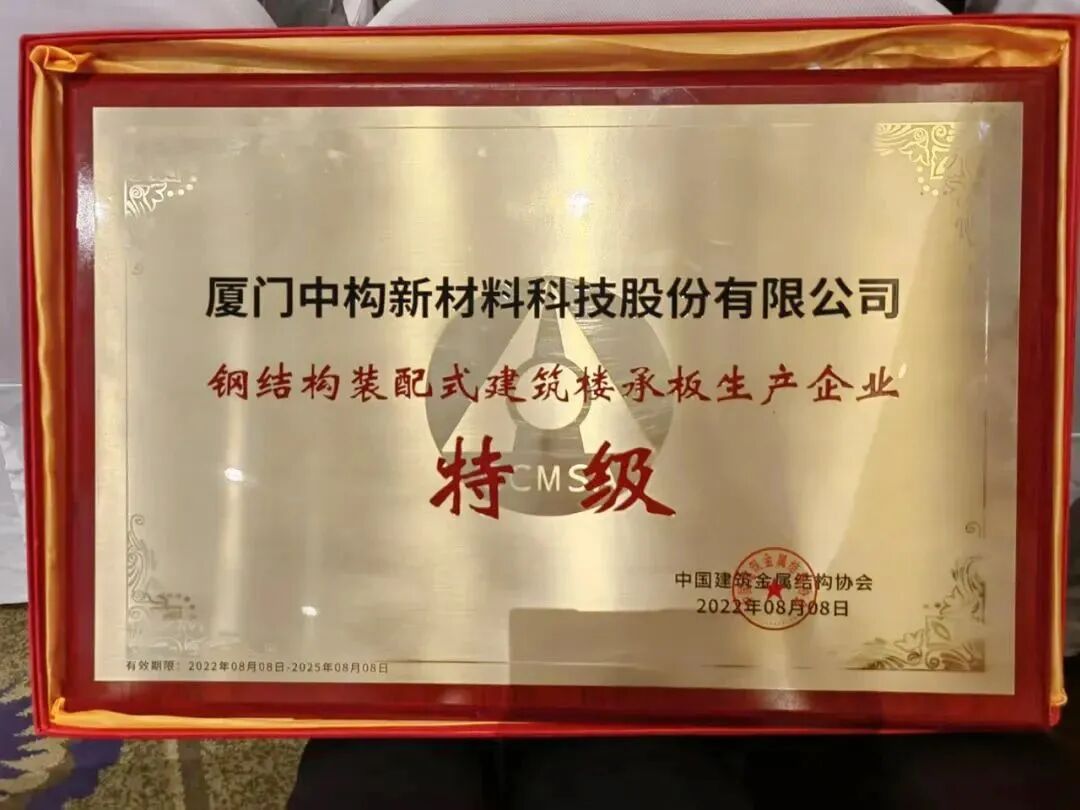 厦门中构新材料科技股份有限公司
钢结构装配式建筑楼承板生产企业
特级
CMS
中国建筑金属结构协会
2022年08月08日
有效期限：2022年08月08日-2025年08月08日